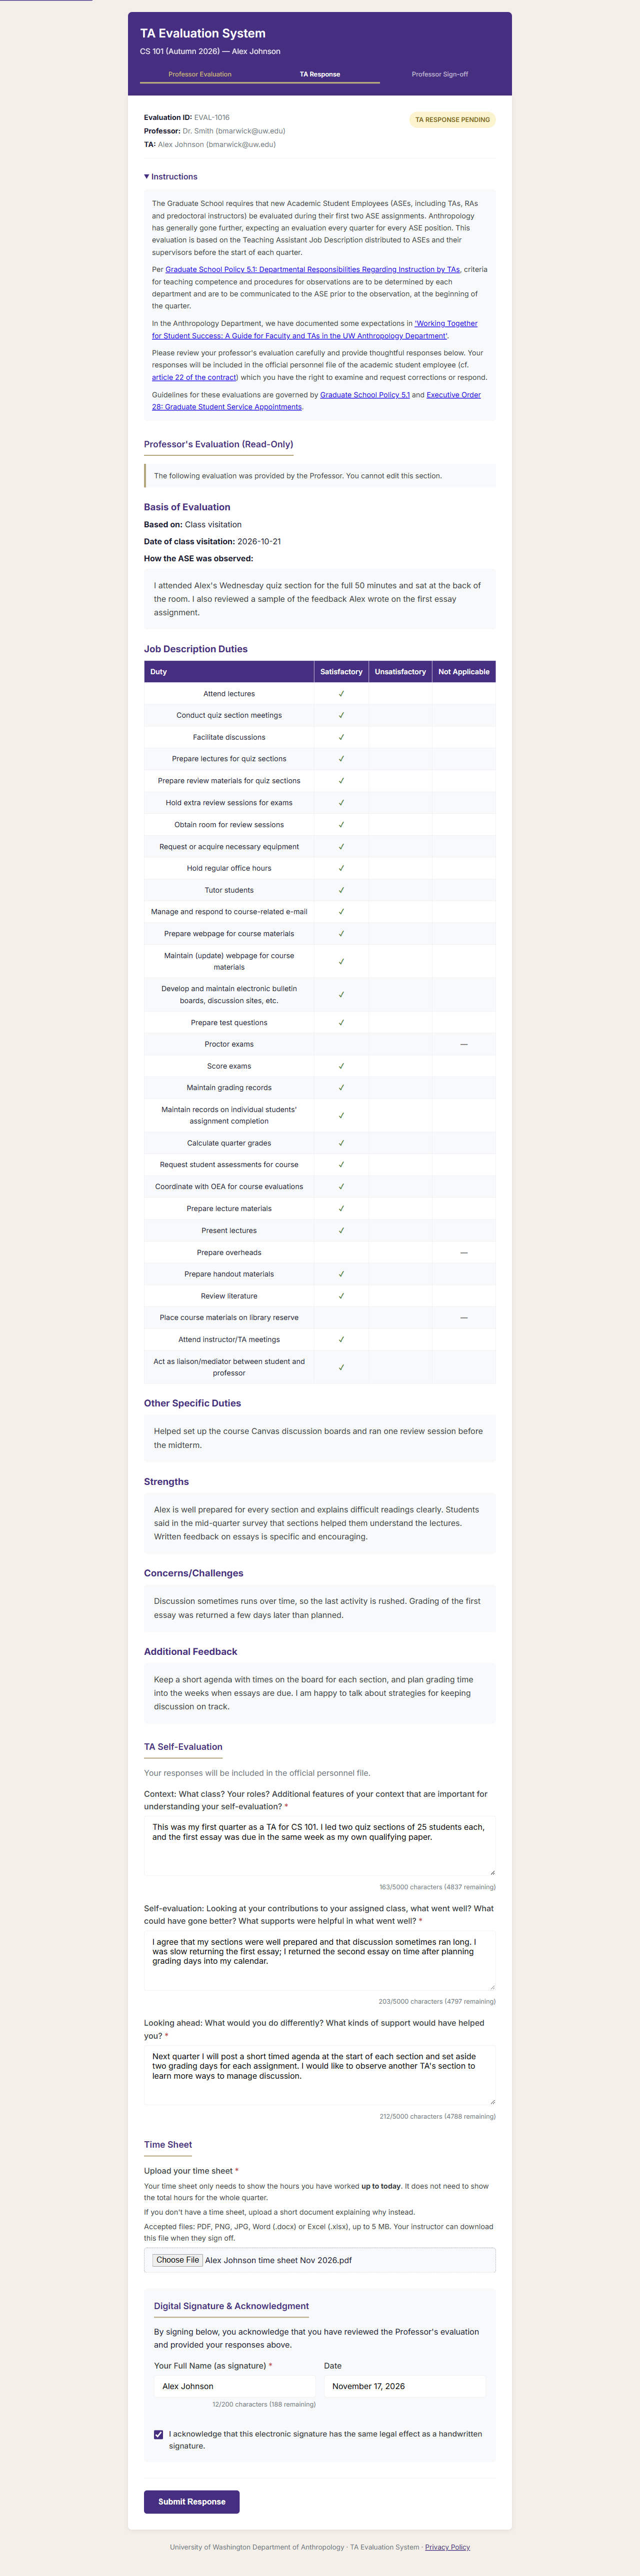 TA Evaluation System
CS 101 (Autumn 2026) — Alex Johnson
Professor Evaluation
TA Response
Professor Sign-off
Evaluation ID: EVAL-1016
TA RESPONSE PENDING
Professor: Dr. Smith (bmarwick@uw.edu)
TA: Alex Johnson (bmarwick@uw.edu)
▼ Instructions
The Graduate School requires that new Academic Student Employees (ASEs, including TAs, RAs
and predoctoral instructors) be evaluated during their first two ASE assignments. Anthropology
has generally gone further, expecting an evaluation every quarter for every ASE position. This
evaluation is based on the Teaching Assistant Job Description distributed to ASEs and their
supervisors before the start of each quarter.
Per Graduate School Policy 5.1: Departmental Responsibilities Regarding Instruction by TAs, criteria
for teaching competence and procedures for observations are to be determined by each
department and are to be communicated to the ASE prior to the observation, at the beginning of
the quarter.
In the Anthropology Department, we have documented some expectations in 'Working Together
for Student Success: A Guide for Faculty and TAs in the UW Anthropology Department'.
Please review your professor's evaluation carefully and provide thoughtful responses below. Your
responses will be included in the official personnel file of the academic student employee (cf.
article 22 of the contract) which you have the right to examine and request corrections or respond.
Guidelines for these evaluations are governed by Graduate School Policy 5.1 and Executive Order
28: Graduate Student Service Appointments.
Professor's Evaluation (Read-Only)
The following evaluation was provided by the Professor. You cannot edit this section.
Basis of Evaluation
Based on: Class visitation
Date of class visitation: 2026-10-21
How the ASE was observed:
I attended Alex's Wednesday quiz section for the full 50 minutes and sat at the back of
the room. I also reviewed a sample of the feedback Alex wrote on the first essay
assignment.
Job Description Duties
Duty Satisfactory Unsatisfactory Not Applicable
Attend lectures ✓
Conduct quiz section meetings ✓
Facilitate discussions ✓
Prepare lectures for quiz sections ✓
Prepare review materials for quiz sections ✓
Hold extra review sessions for exams ✓
Obtain room for review sessions ✓
Request or acquire necessary equipment ✓
Hold regular office hours ✓
Tutor students ✓
Manage and respond to course-related e-mail ✓
Prepare webpage for course materials ✓
Maintain (update) webpage for course
materials ✓
Develop and maintain electronic bulletin
boards, discussion sites, etc. ✓
Prepare test questions ✓
Proctor exams —
Score exams ✓
Maintain grading records ✓
Maintain records on individual students'
assignment completion ✓
Calculate quarter grades ✓
Request student assessments for course ✓
Coordinate with OEA for course evaluations ✓
Prepare lecture materials ✓
Present lectures ✓
Prepare overheads —
Prepare handout materials ✓
Review literature ✓
Place course materials on library reserve —
Attend instructor/TA meetings ✓
Act as liaison/mediator between student and
professor ✓
Other Specific Duties
Helped set up the course Canvas discussion boards and ran one review session before
the midterm.
Strengths
Alex is well prepared for every section and explains difficult readings clearly. Students
said in the mid-quarter survey that sections helped them understand the lectures.
Written feedback on essays is specific and encouraging.
Concerns/Challenges
Discussion sometimes runs over time, so the last activity is rushed. Grading of the first
essay was returned a few days later than planned.
Additional Feedback
Keep a short agenda with times on the board for each section, and plan grading time
into the weeks when essays are due. I am happy to talk about strategies for keeping
discussion on track.
TA Self-Evaluation
Your responses will be included in the official personnel file.
Context: What class? Your roles? Additional features of your context that are important for
understanding your self-evaluation? *
This was my first quarter as a TA for CS 101. I led two quiz sections of 25 students each,
and the first essay was due in the same week as my own qualifying paper.
163/5000 characters (4837 remaining)
Self-evaluation: Looking at your contributions to your assigned class, what went well? What
could have gone better? What supports were helpful in what went well? *
I agree that my sections were well prepared and that discussion sometimes ran long. I
was slow returning the first essay; I returned the second essay on time after planning
grading days into my calendar.
203/5000 characters (4797 remaining)
Looking ahead: What would you do differently? What kinds of support would have helped
you? *
Next quarter I will post a short timed agenda at the start of each section and set aside
two grading days for each assignment. I would like to observe another TA's section to
learn more ways to manage discussion.
212/5000 characters (4788 remaining)
Time Sheet
Upload your time sheet *
Your time sheet only needs to show the hours you have worked up to today. It does not need to show
the total hours for the whole quarter.
If you don't have a time sheet, upload a short document explaining why instead.
Accepted files: PDF, PNG, JPG, Word (.docx) or Excel (.xlsx), up to 5 MB. Your instructor can download
this file when they sign off.
Choose File Alex Johnson time sheet Nov 2026.pdf
Digital Signature & Acknowledgment
By signing below, you acknowledge that you have reviewed the Professor's evaluation
and provided your responses above.
Your Full Name (as signature) * Date
Alex Johnson November 17, 2026
12/200 characters (188 remaining)
I acknowledge that this electronic signature has the same legal effect as a handwritten
signature.
Submit Response
University of Washington Department of Anthropology · TA Evaluation System · Privacy Policy